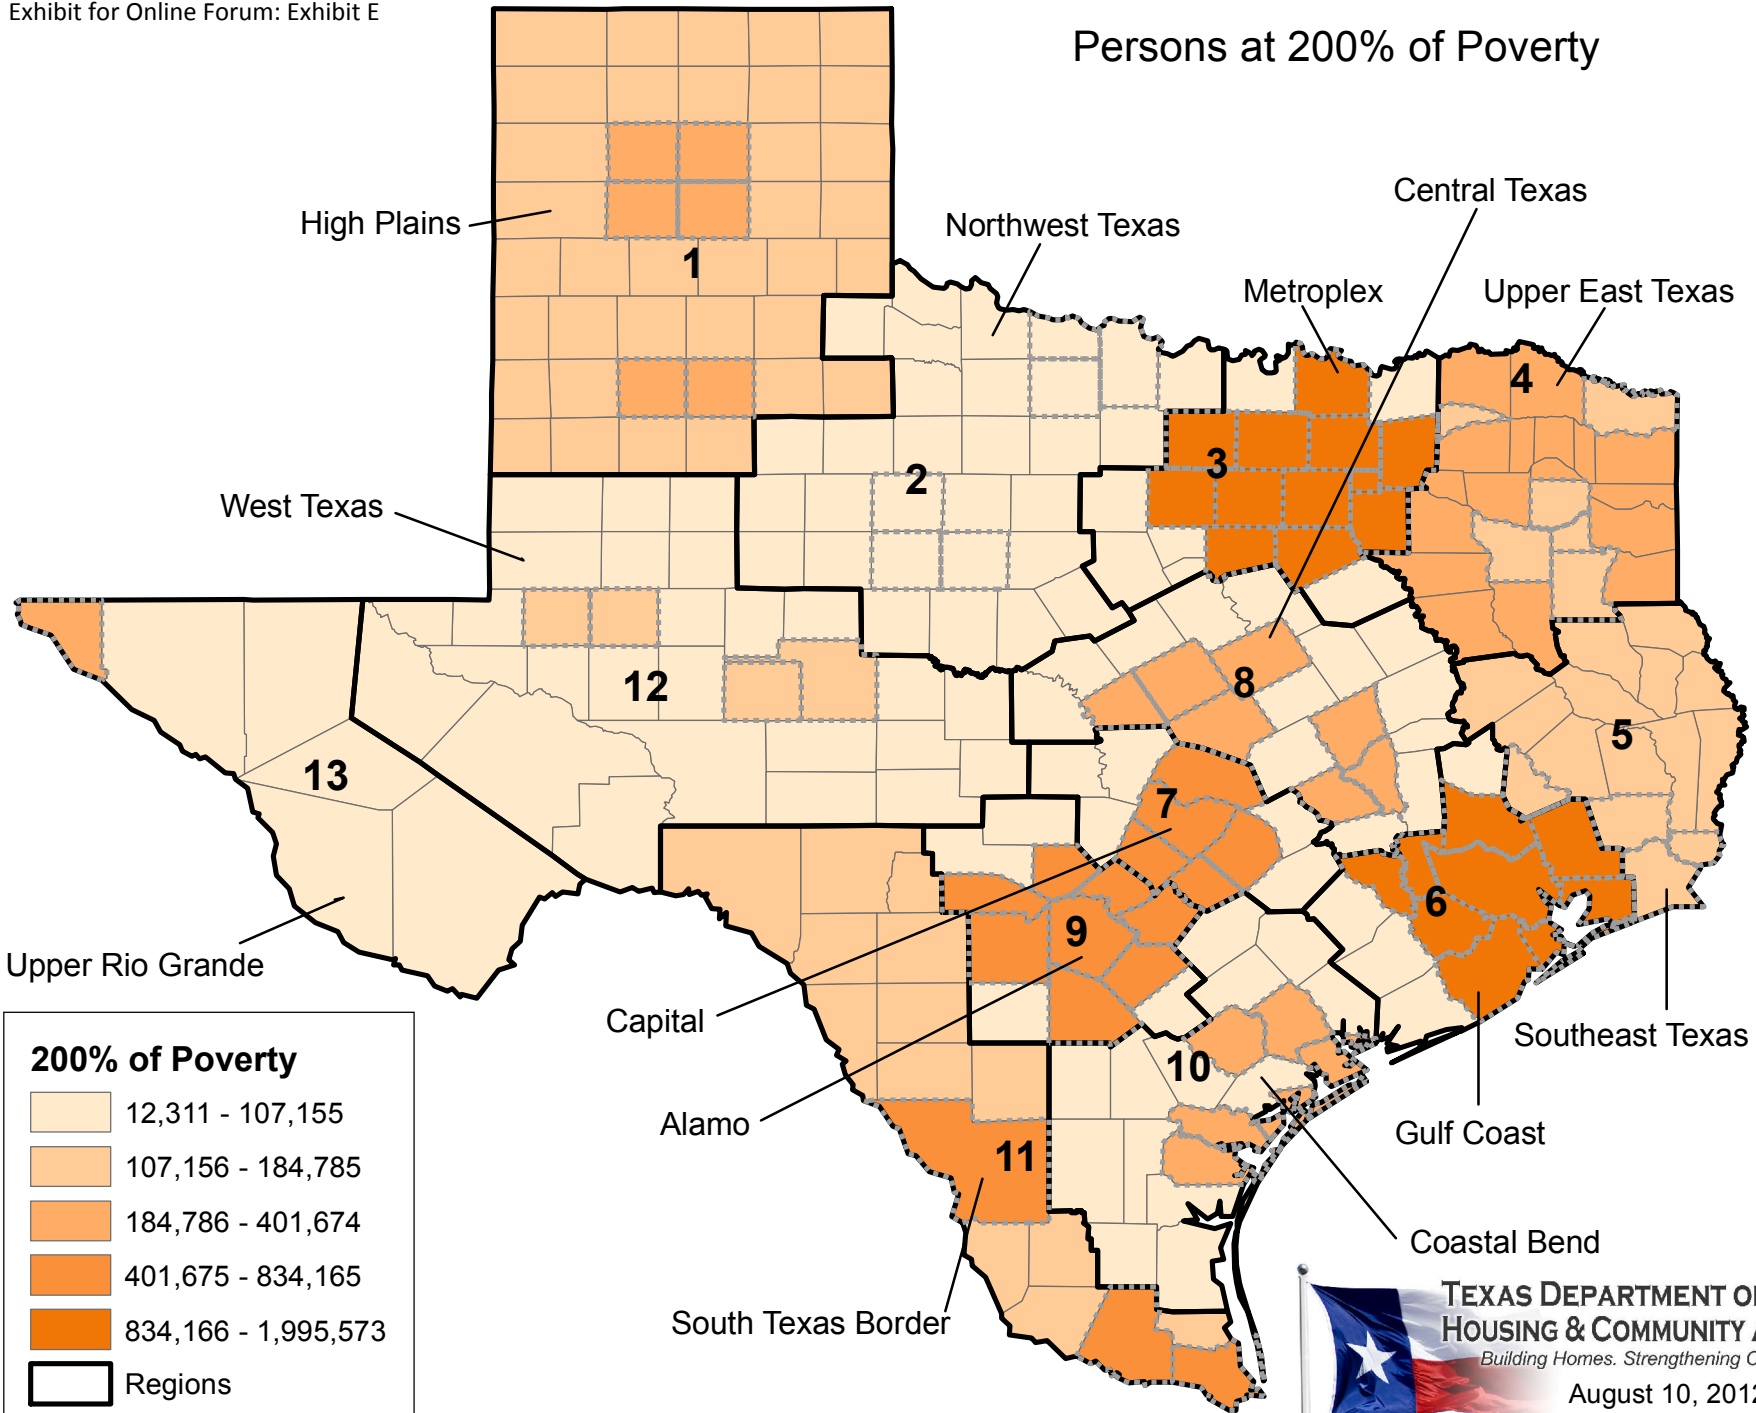 Exhibit for Online Forum: Exhibit E
Persons at 200% of Poverty
Central Texas
High Plains
Northwest Texas
1
Metroplex
Upper East Texas
4
3
2
West Texas
12
8
5
13
7
6
9
Upper Rio Grande
Capital
Southeast Texas
10
Alamo
Gulf Coast
11
Coastal Bend
South Texas Border
200% of Poverty
12,311 - 107,155
107,156 - 184,785
184,786 - 401,674
401,675 - 834,165
834,166 - 1,995,573
Regions
TEXAS DEPARTMENT
HOUSING & COMMUNITY
Building Homes. Strengthening
August 10, 2012